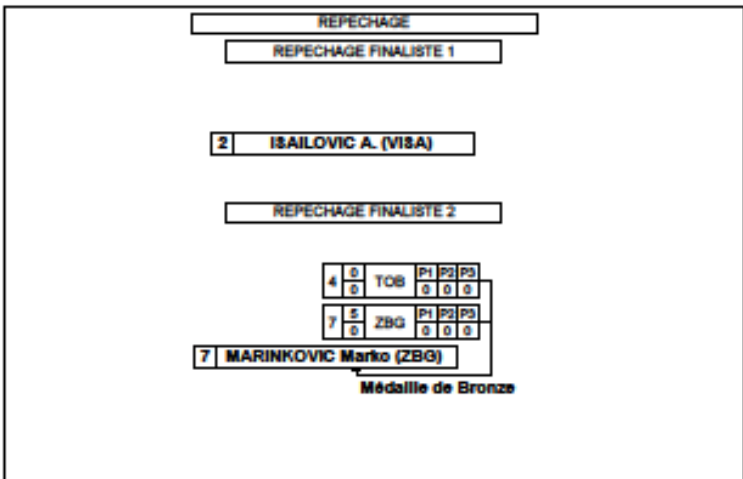 REPECHAGE
REPECHAGE FINALISTE 1
2 ISAILOVIC A. (VISA)
REPECHAGE FINALISTE 2
4 0 TOB P1 P2 P3
0 0 0 0
7 5 ZBG P1 P2 P3
0 0 0 0
7 MARINKOVIC Marko (ZBG)
Médaille de Bronze